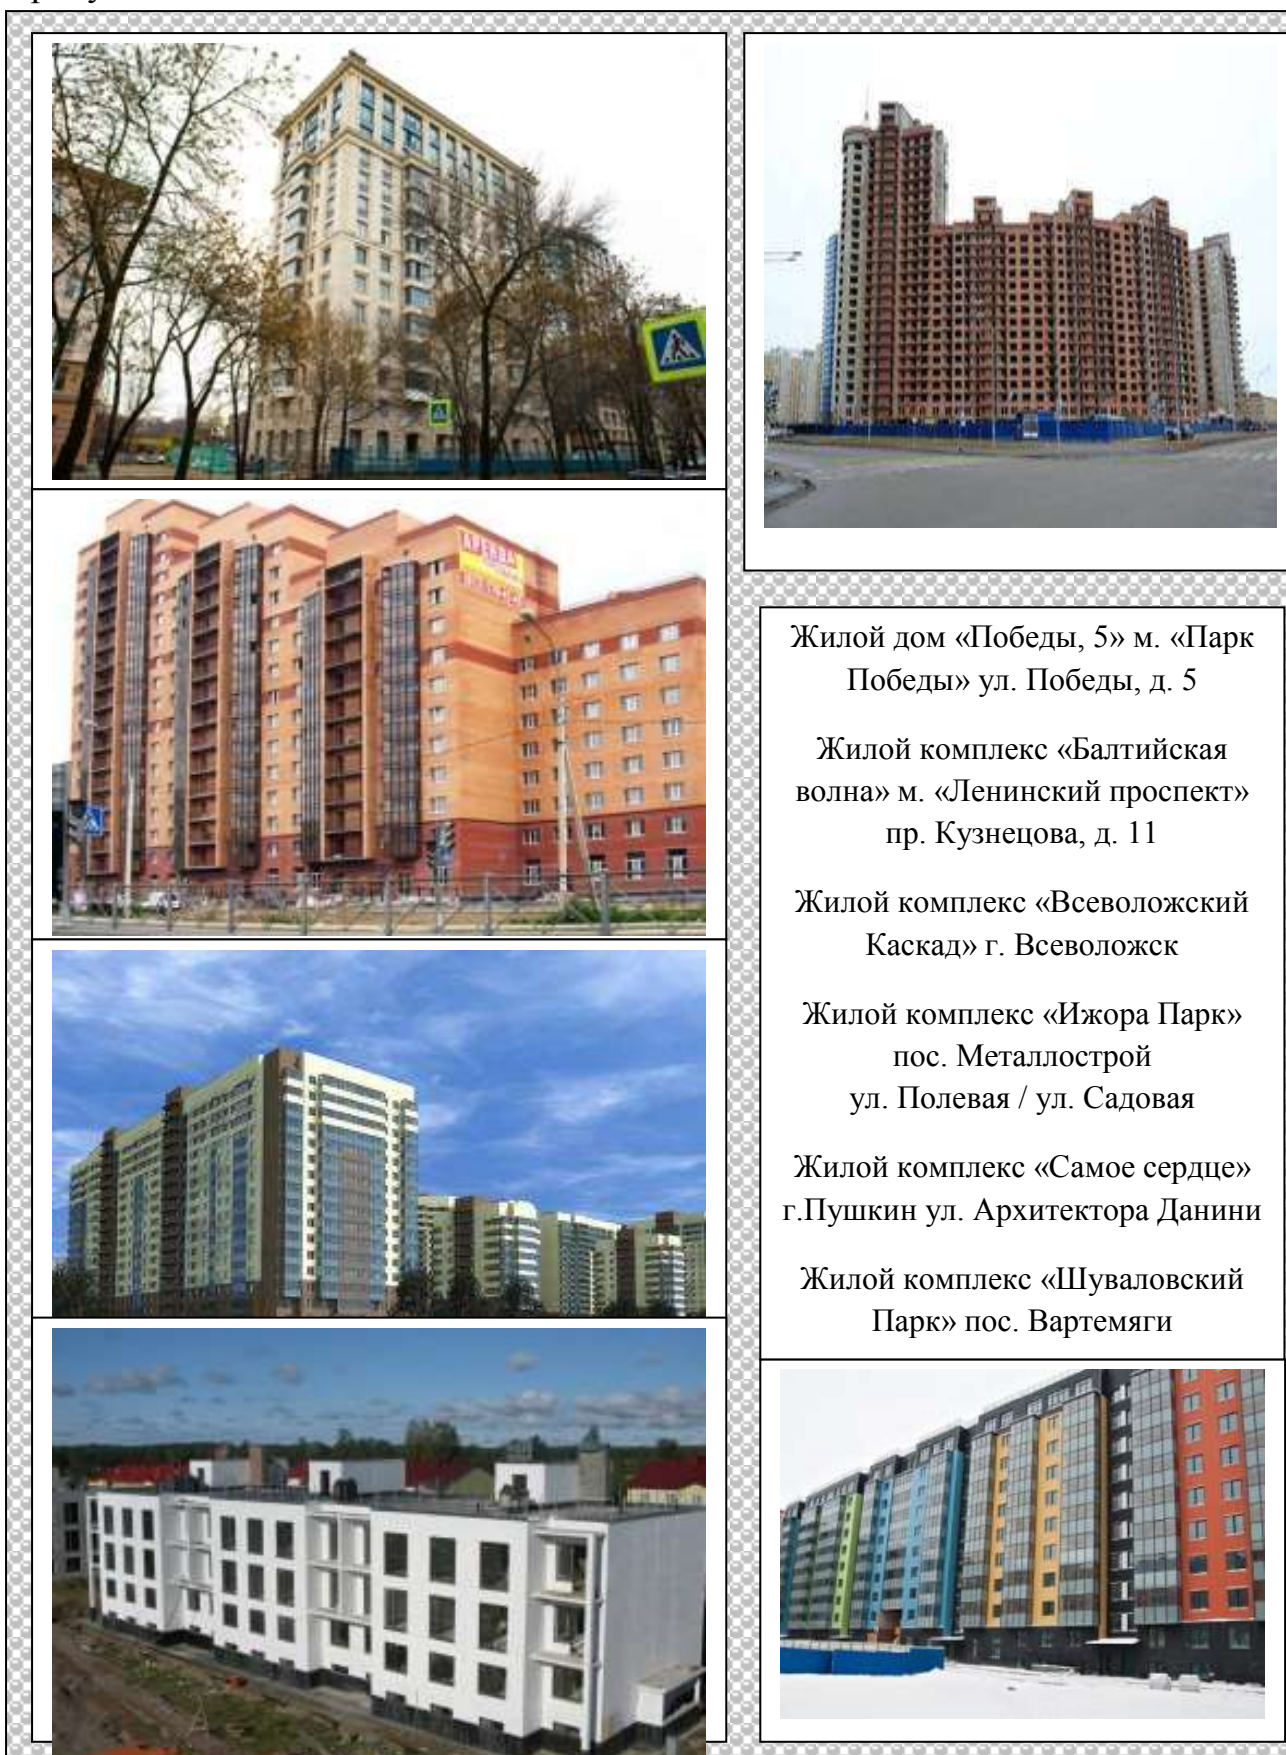 Жилой дом «Победы, 5» м. «Парк
Победы» ул. Победы, д. 5
Жилой комплекс «Балтийская
волна» м. «Ленинский проспект»
пр. Кузнецова, д. 11
Жилой комплекс «Всеволожский
Каскад» г. Всеволожск
Жилой комплекс «Ижора Парк»
пос. Металлострой
ул. Полевая / ул. Садовая
Жилой комплекс «Самое сердце»
г.Пушкин ул. Архитектора Данини
Жилой комплекс «Шуваловский
Парк» пос. Вартемяги